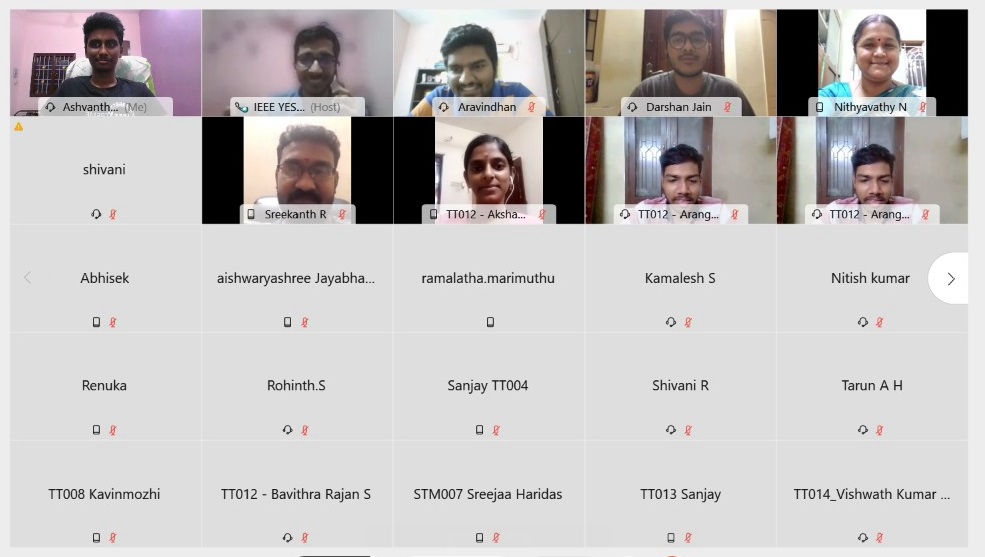 Ashvanth... (Me)
IEEE YES... (Host)
Aravindhan
Darshan Jain
Nithyavathy N
shivani
Sreekanth R
TT012 - Aksha...
TT012 - Arang...
TT012 - Arang...
Abhisek
aishwaryashree Jayabha...
ramalatha.marimuthu
Kamalesh S
Nitish kumar
Renuka
Rohinth.S
Sanjay TT004
Shivani R
Tarun A H
TT008 Kavinmozhi
TT012 - Bavithra Rajan S
STM007 Sreejaa Haridas
TT013 Sanjay
TT014_Vishwath Kumar ...